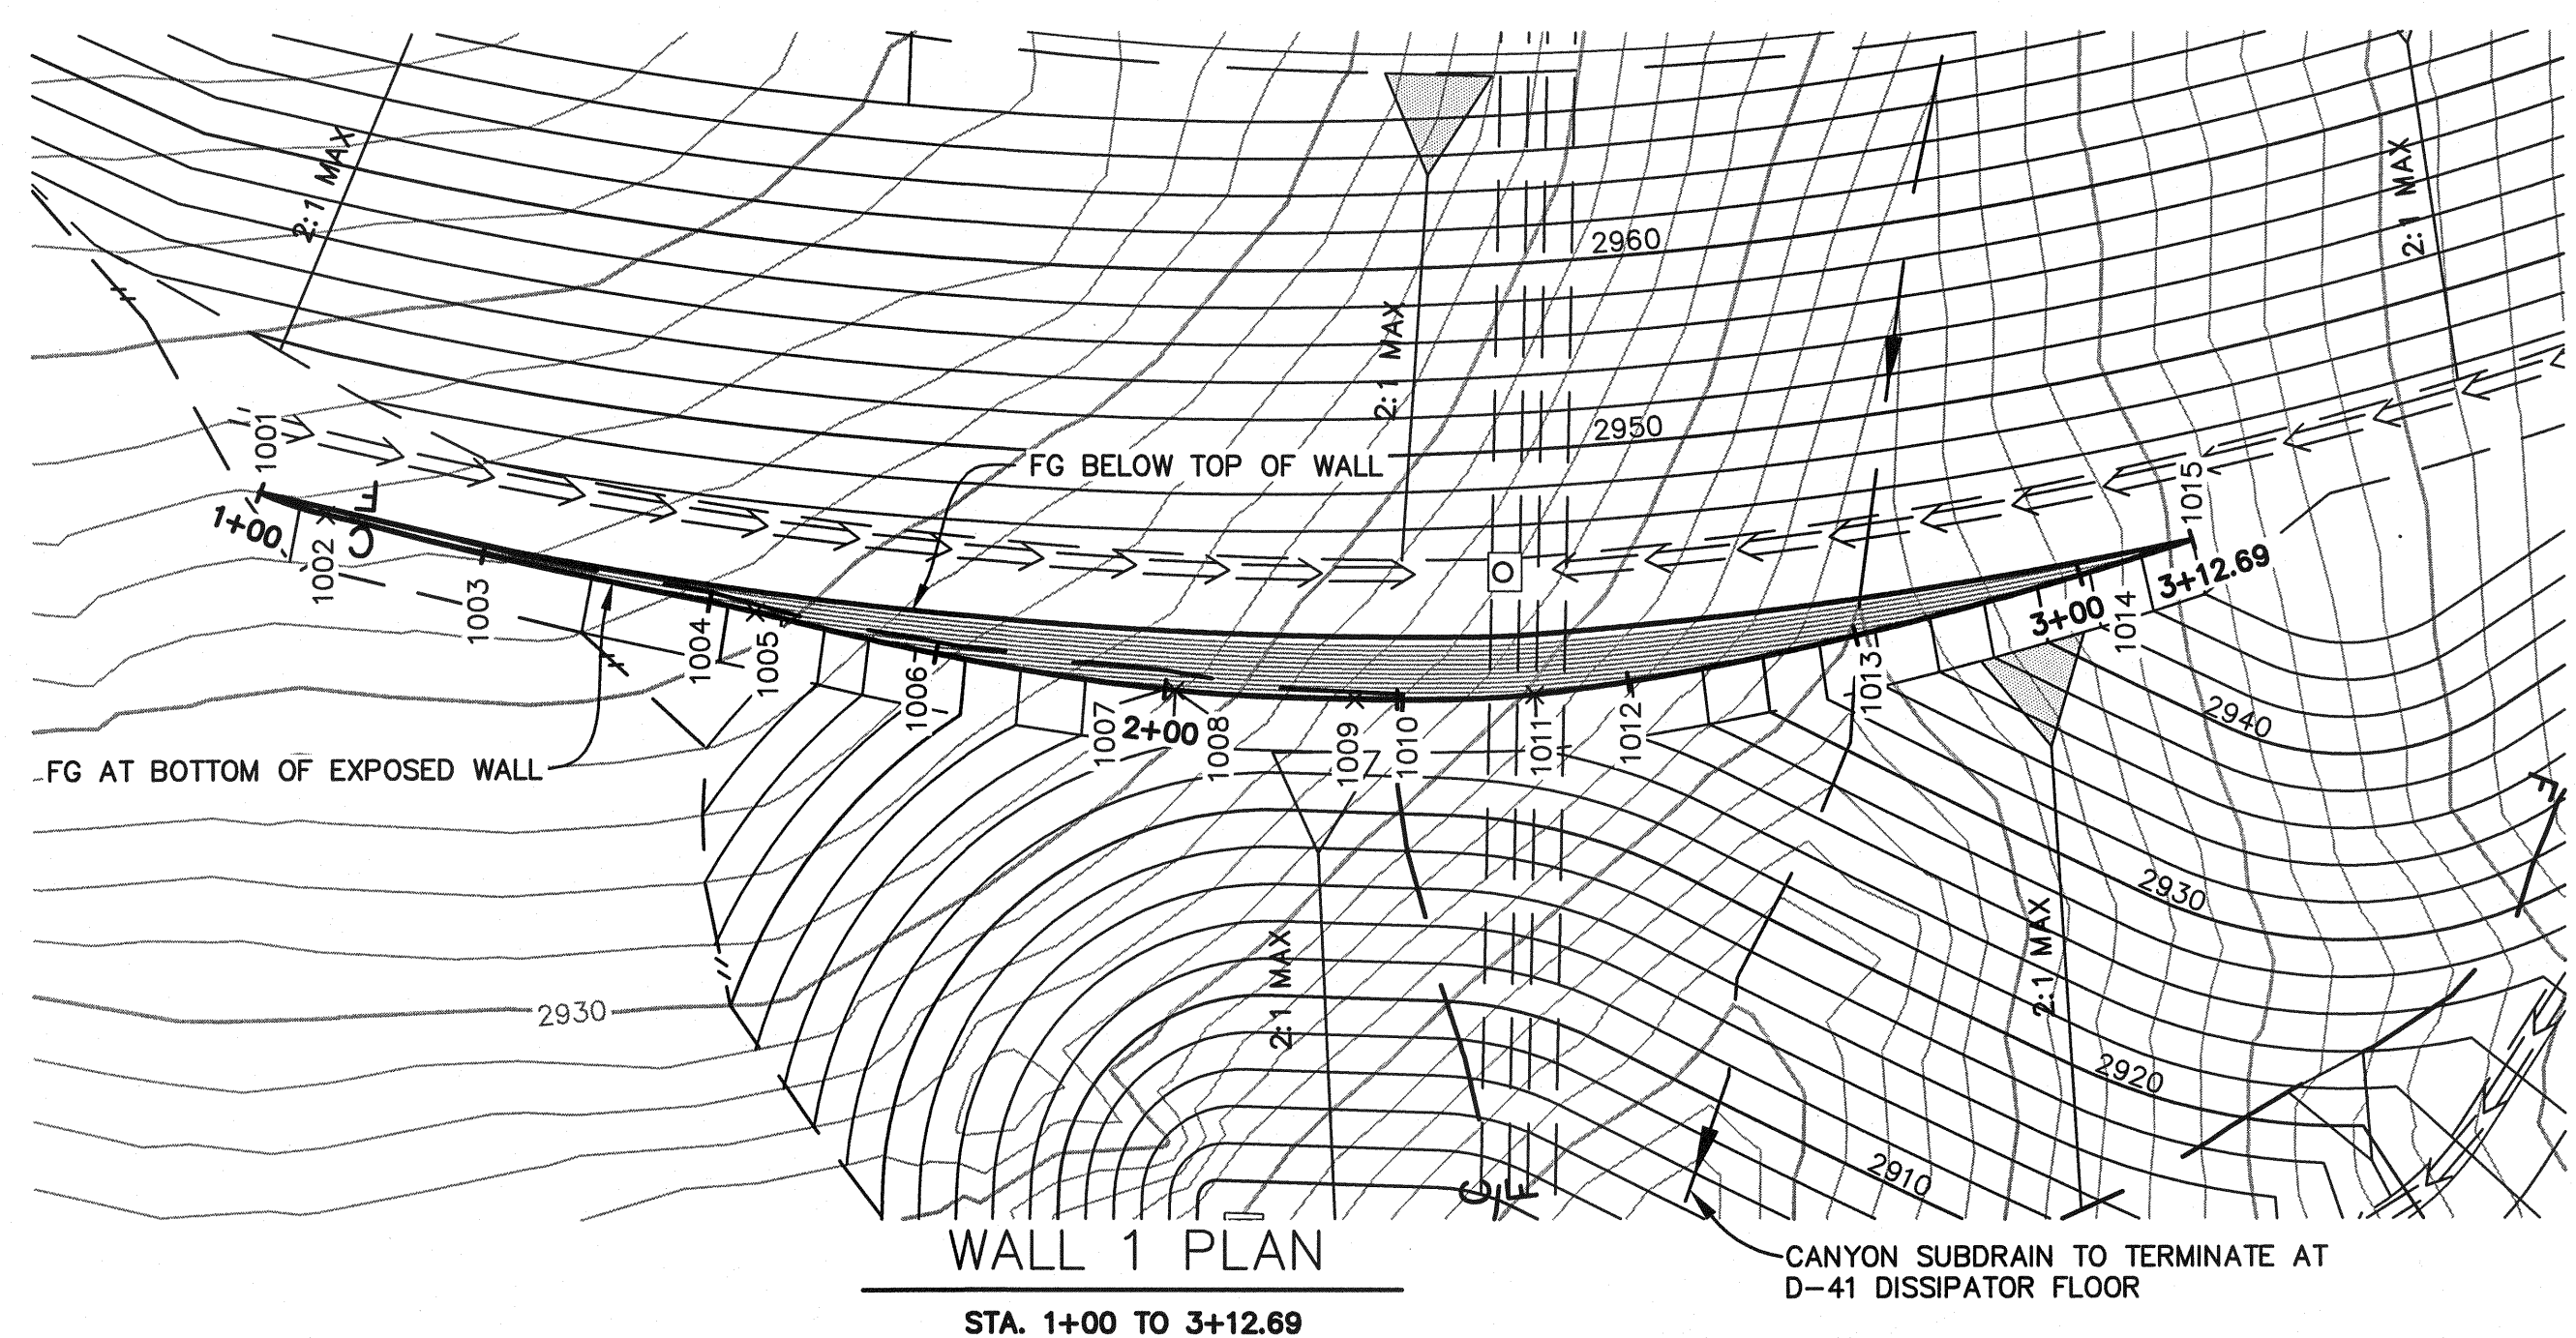 2:1 MAX
2:1 MAX
2960
2:1 MAX
2950
FG BELOW TOP OF WALL
1001
1+00
1002
C
F
1003
1004
1005
1006
1007
2+00
1008
1009
1010
1011
1012
1013
3+00
1014
1015
3+12.69
FG AT BOTTOM OF EXPOSED WALL
2940
F
2930
2:1 MAX
2:1 MAX
2930
2920
2910
C/F
WALL 1 PLAN
STA. 1+00 TO 3+12.69
CANYON SUBDRAIN TO TERMINATE AT
D-41 DISSIPATOR FLOOR